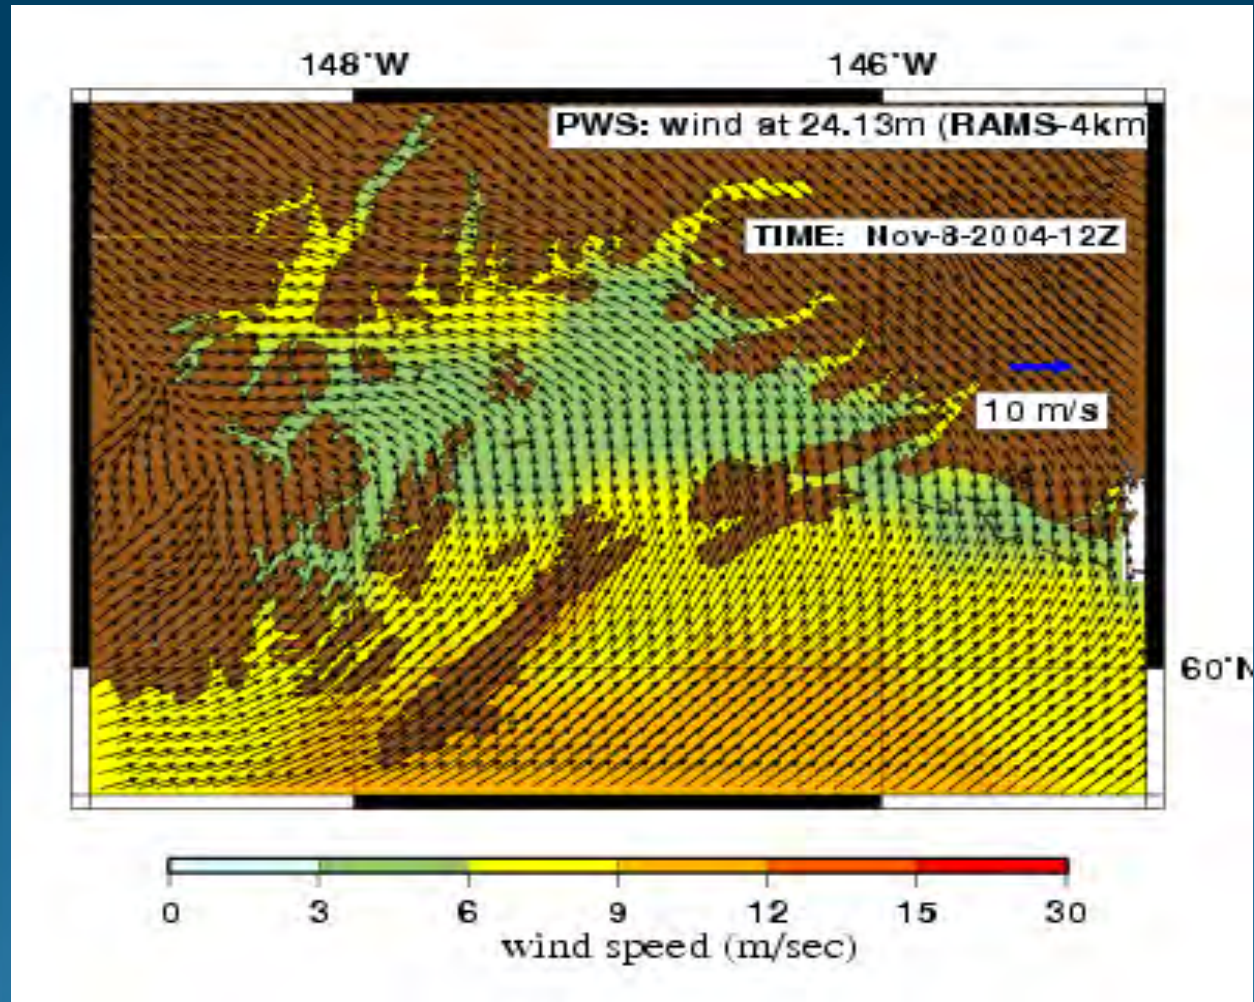 148°W 146°W
PWS: wind at 24.13m (RAMS-4km
TIME: Nov-8-2004-12Z
10 m/s
60°N
0 3 6 9 12 15 30
wind speed (m/sec)